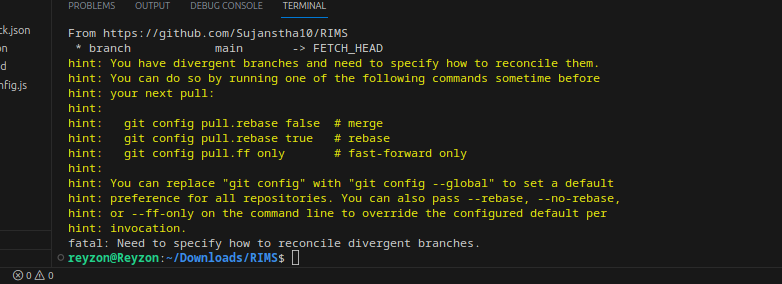 PROBLEMS OUTPUT DEBUG CONSOLE TERMINAL
ck.json
on
d
nfig.js
From https://github.com/Sujanstha10/RIMS
 * branch            main       -> FETCH_HEAD
hint: You have divergent branches and need to specify how to reconcile them.
hint: You can do so by running one of the following commands sometime before
hint: your next pull:
hint:
hint:   git config pull.rebase false  # merge
hint:   git config pull.rebase true   # rebase
hint:   git config pull.ff only       # fast-forward only
hint:
hint: You can replace "git config" with "git config --global" to set a default
hint: preference for all repositories. You can also pass --rebase, --no-rebase,
hint: or --ff-only on the command line to override the configured default per
hint: invocation.
fatal: Need to specify how to reconcile divergent branches.
reyzon@Reyzon:~/Downloads/RIMS$
0 0